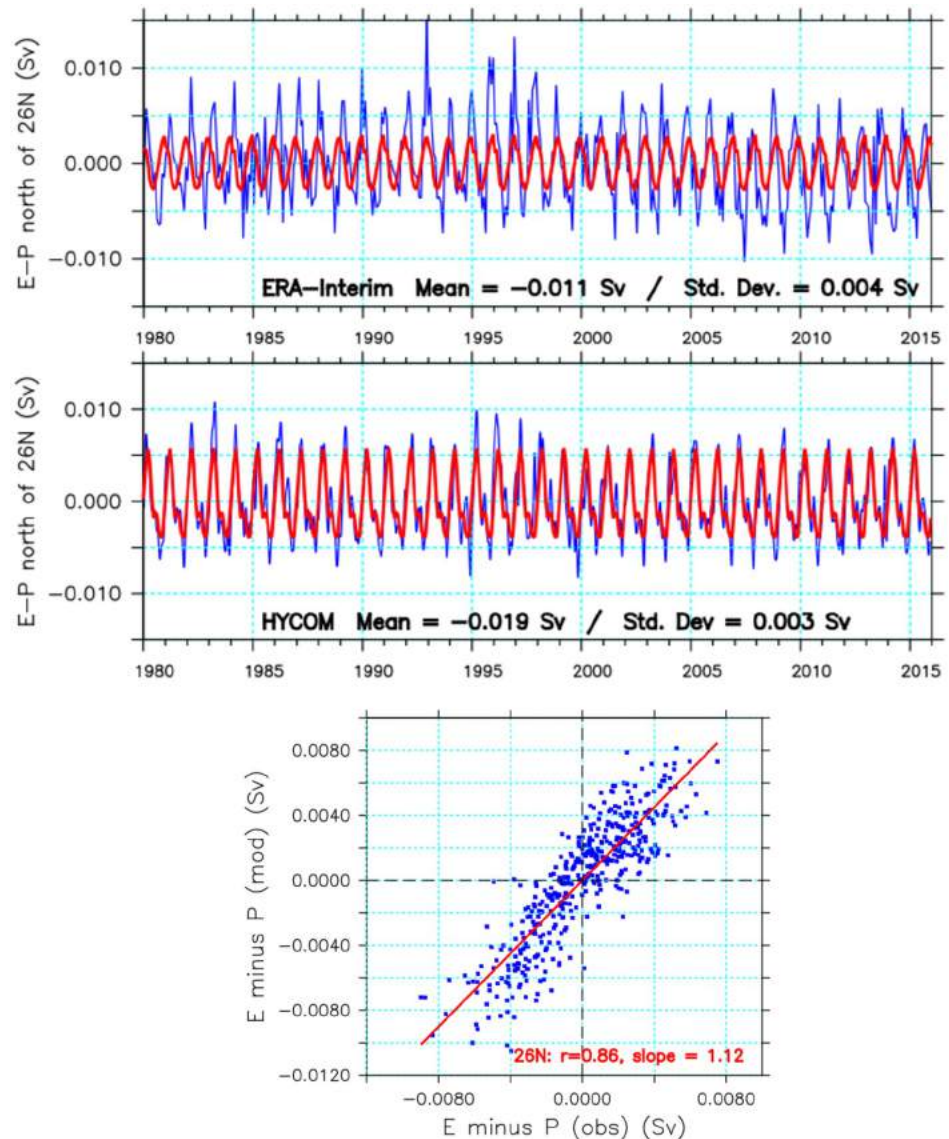 E-P north of 26N (Sv)
0.010
0.000
-0.010
ERA-Interim Mean = -0.011 Sv / Std. Dev. = 0.004 Sv
1980 1985 1990 1995 2000 2005 2010 2015
E-P north of 26N (Sv)
0.010
0.000
-0.010
HYCOM Mean = -0.019 Sv / Std. Dev = 0.003 Sv
1980 1985 1990 1995 2000 2005 2010 2015
E minus P (mod) (Sv)
0.0080
0.0040
0.0000
-0.0040
-0.0080
-0.0120
26N: r=0.86, slope = 1.12
-0.0080 0.0000 0.0080
E minus P (obs) (Sv)